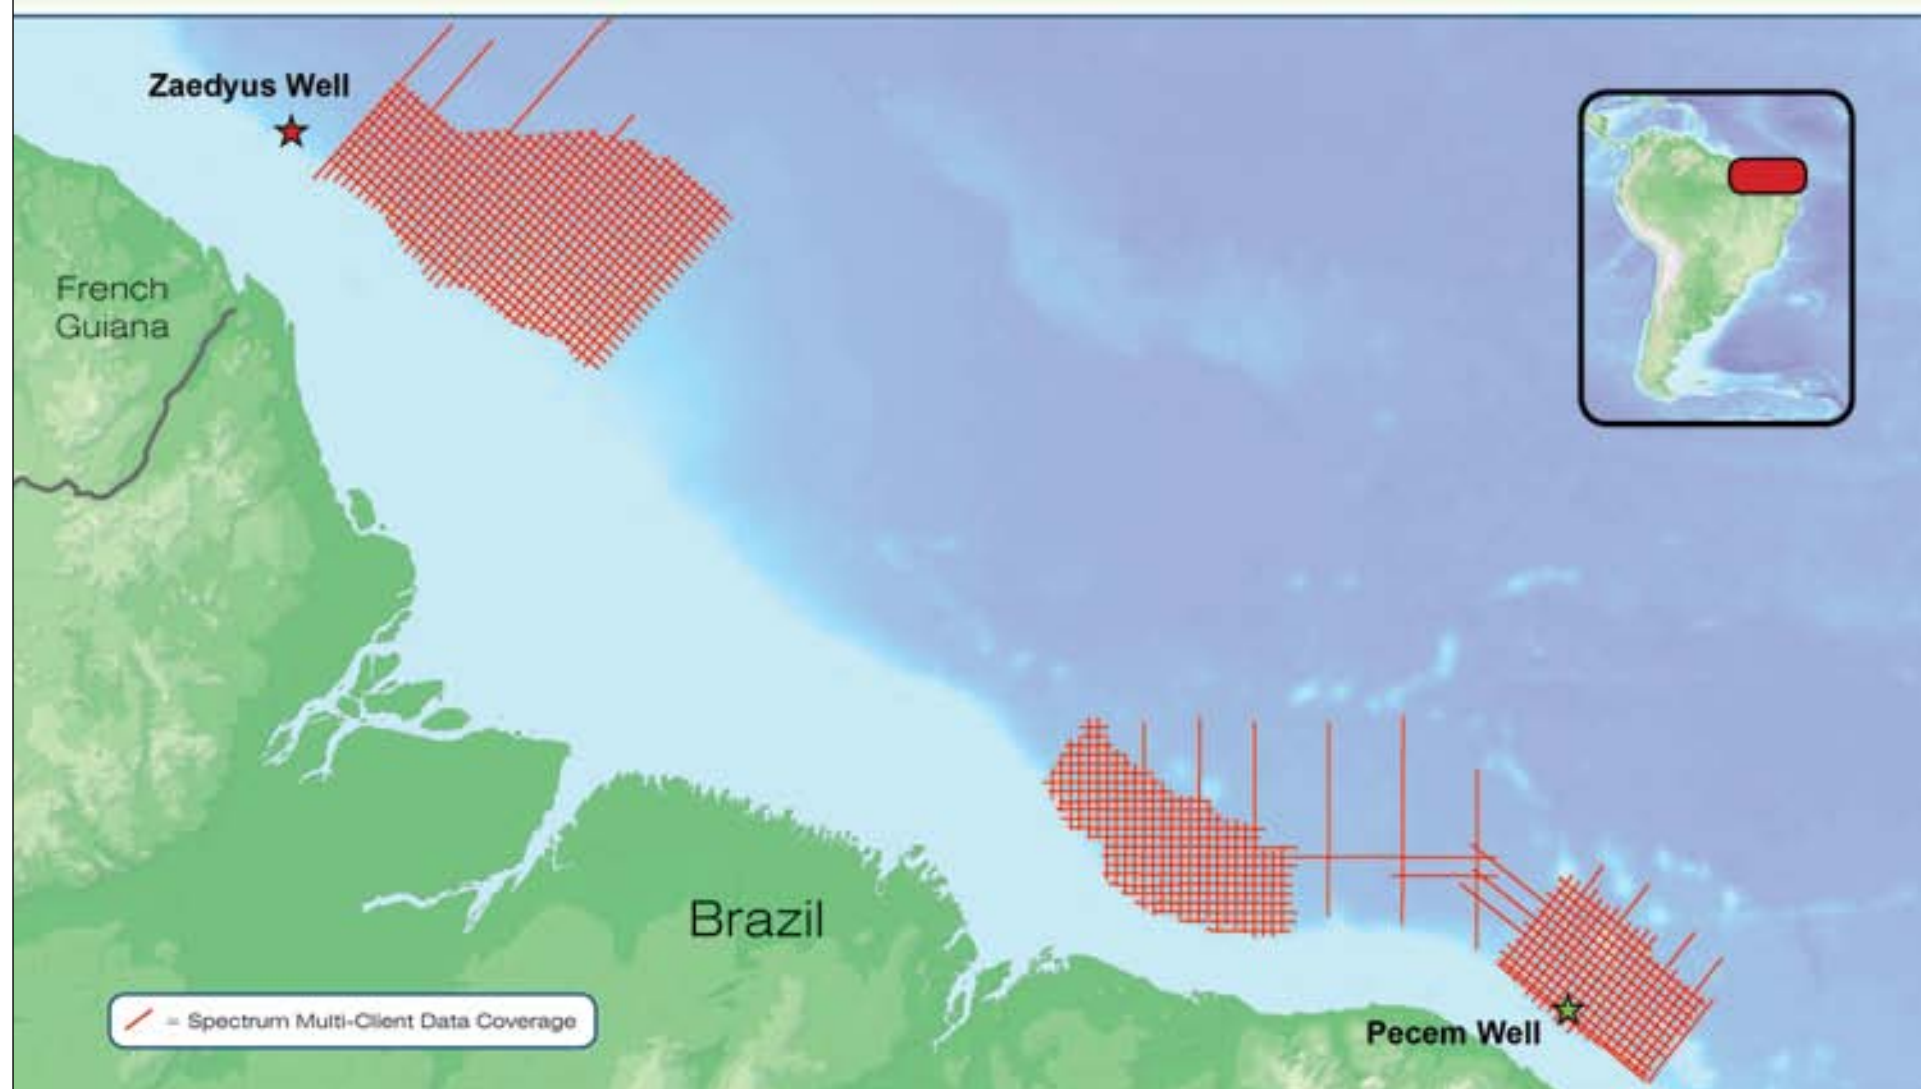 Zaedyus Well
French
Guiana
Brazil
= Spectrum Multi-Client Data Coverage
Pecem Well